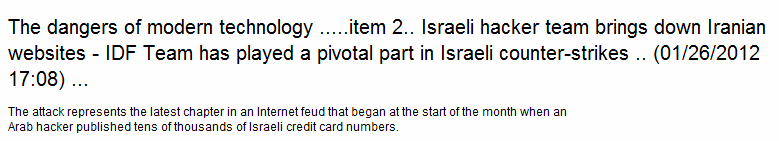 The dangers of modern technology .....item 2.. Israeli hacker team brings down Iranian
websites - IDF Team has played a pivotal part in Israeli counter-strikes .. (01/26/2012
17:08) ...
The attack represents the latest chapter in an Internet feud that began at the start of the month when an
Arab hacker published tens of thousands of Israeli credit card numbers.